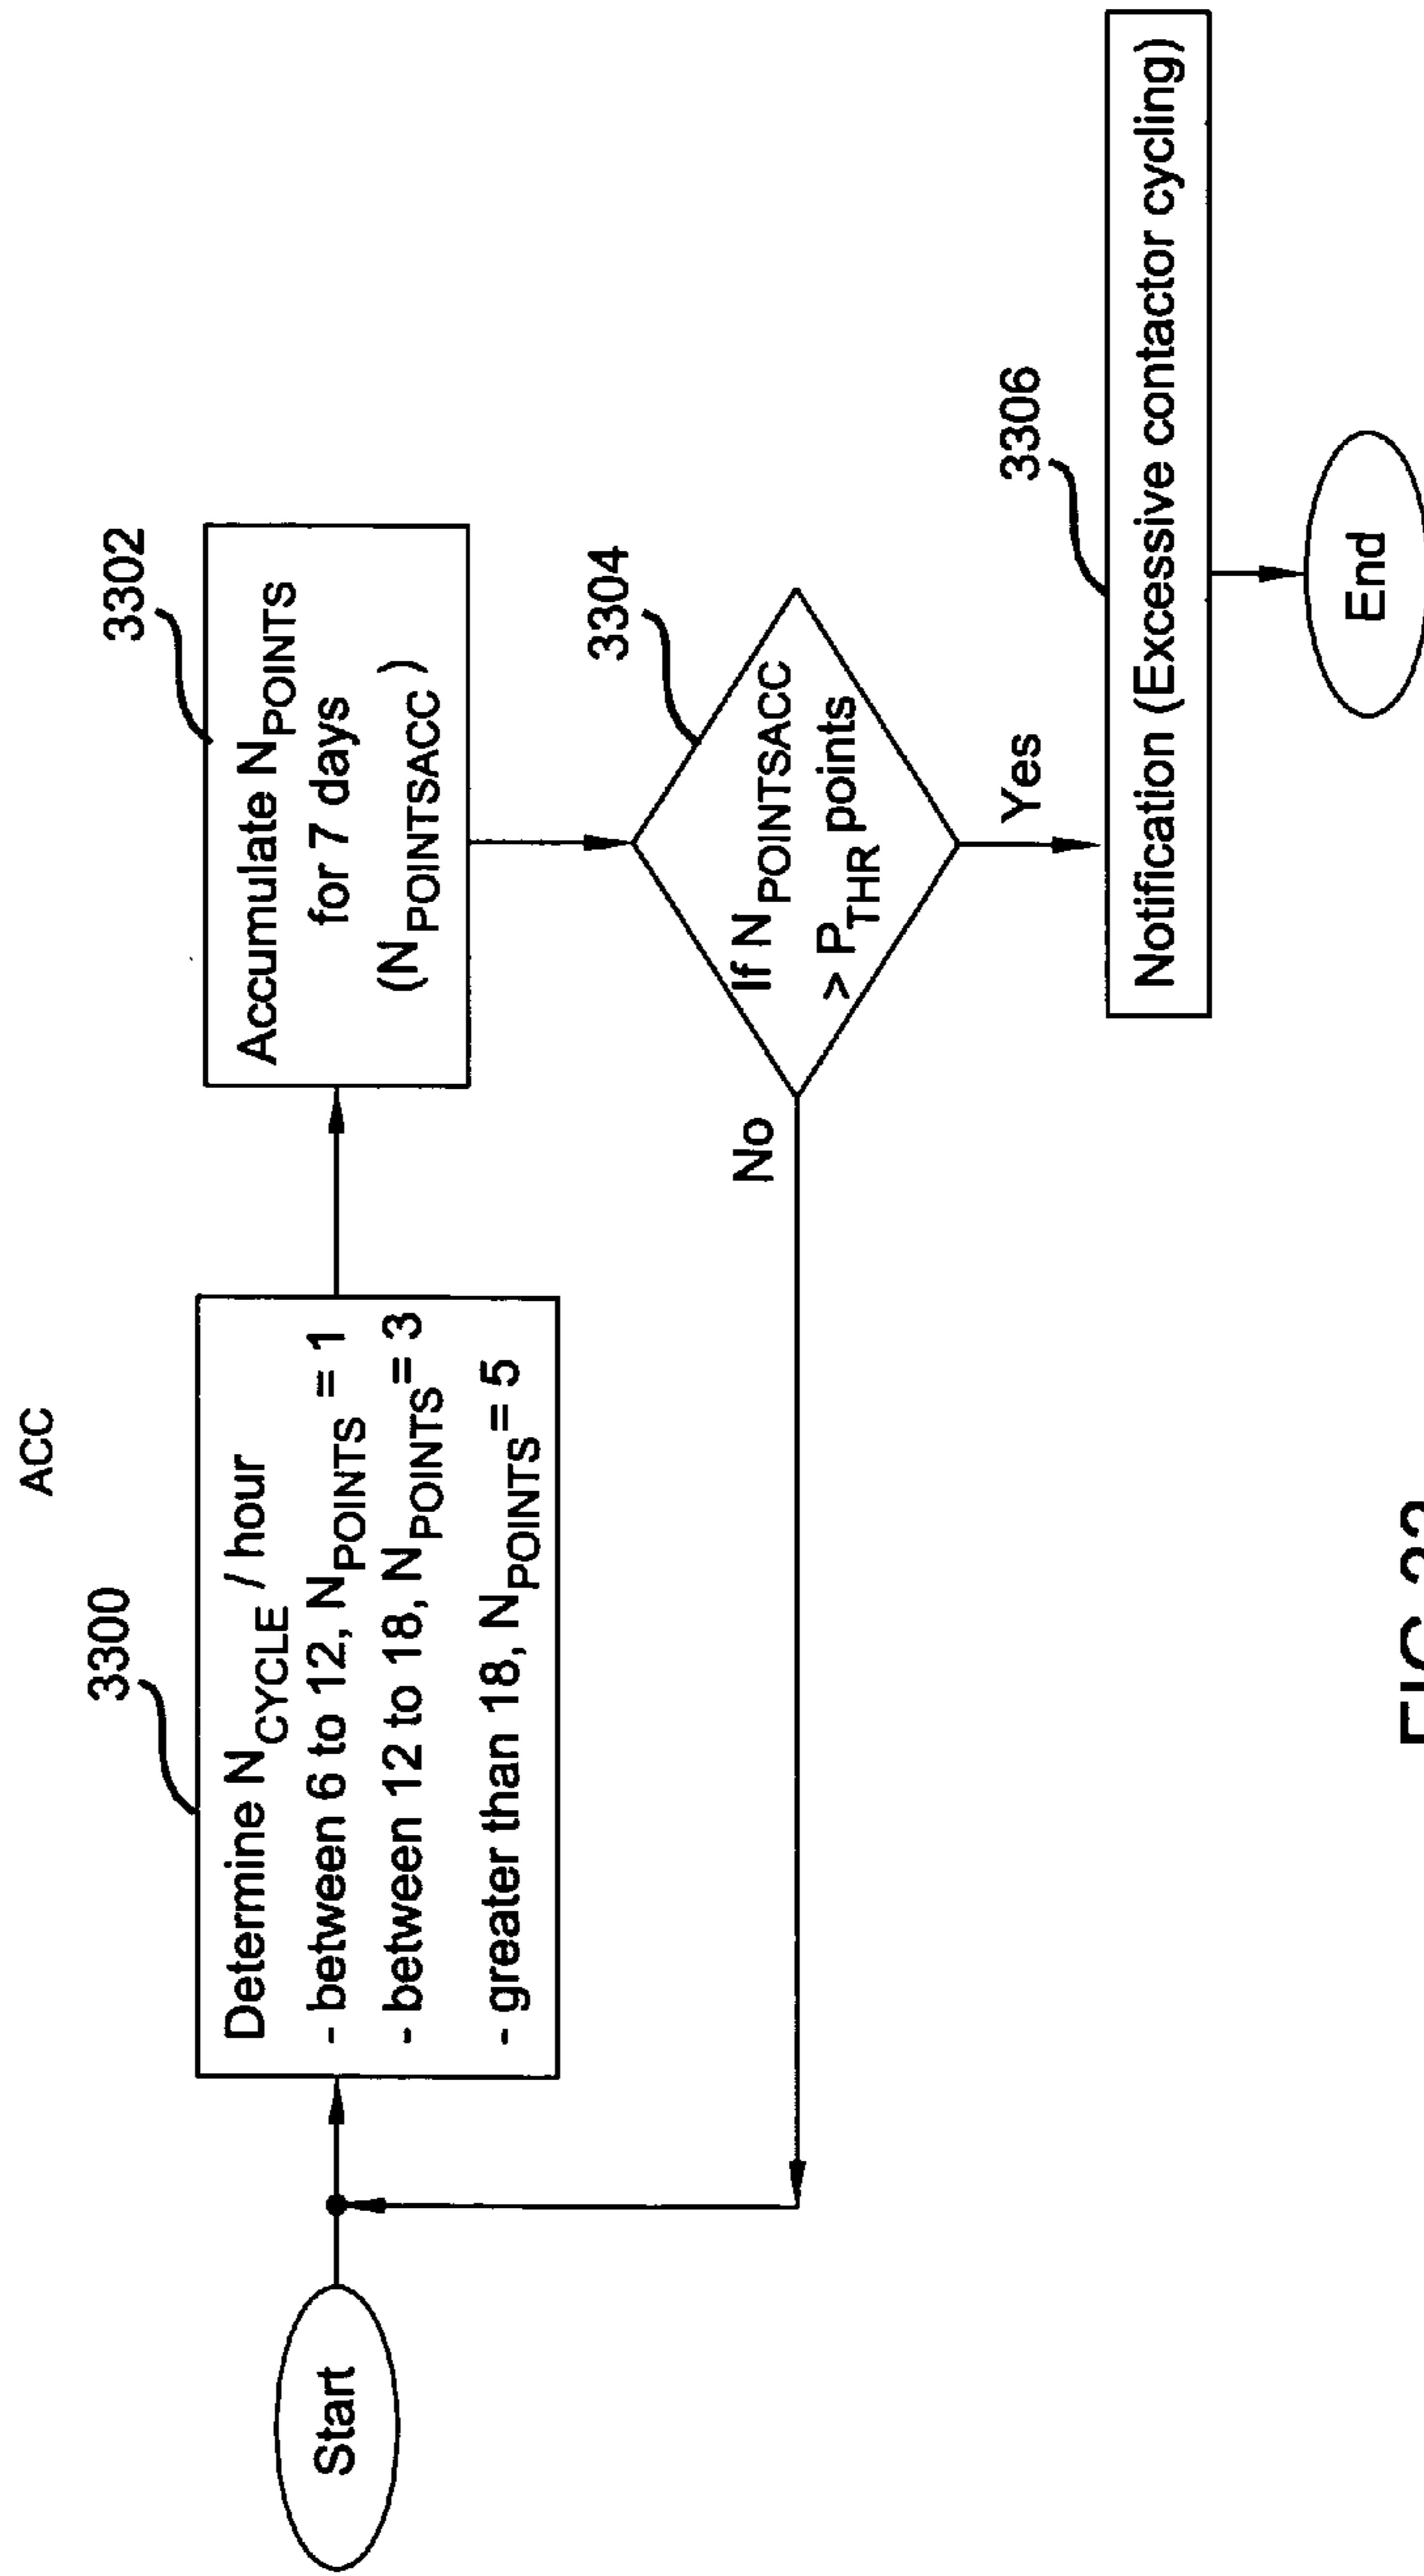 ACC
Start
3300
Determine N_CYCLE / hour
- between 6 to 12, N_POINTS = 1
- between 12 to 18, N_POINTS = 3
- greater than 18, N_POINTS = 5
3302
Accumulate N_POINTS
for 7 days
(N_POINTSACC)
3304
If N_POINTSACC
> P_THR points
No
Yes
3306
Notification (Excessive contactor cycling)
End